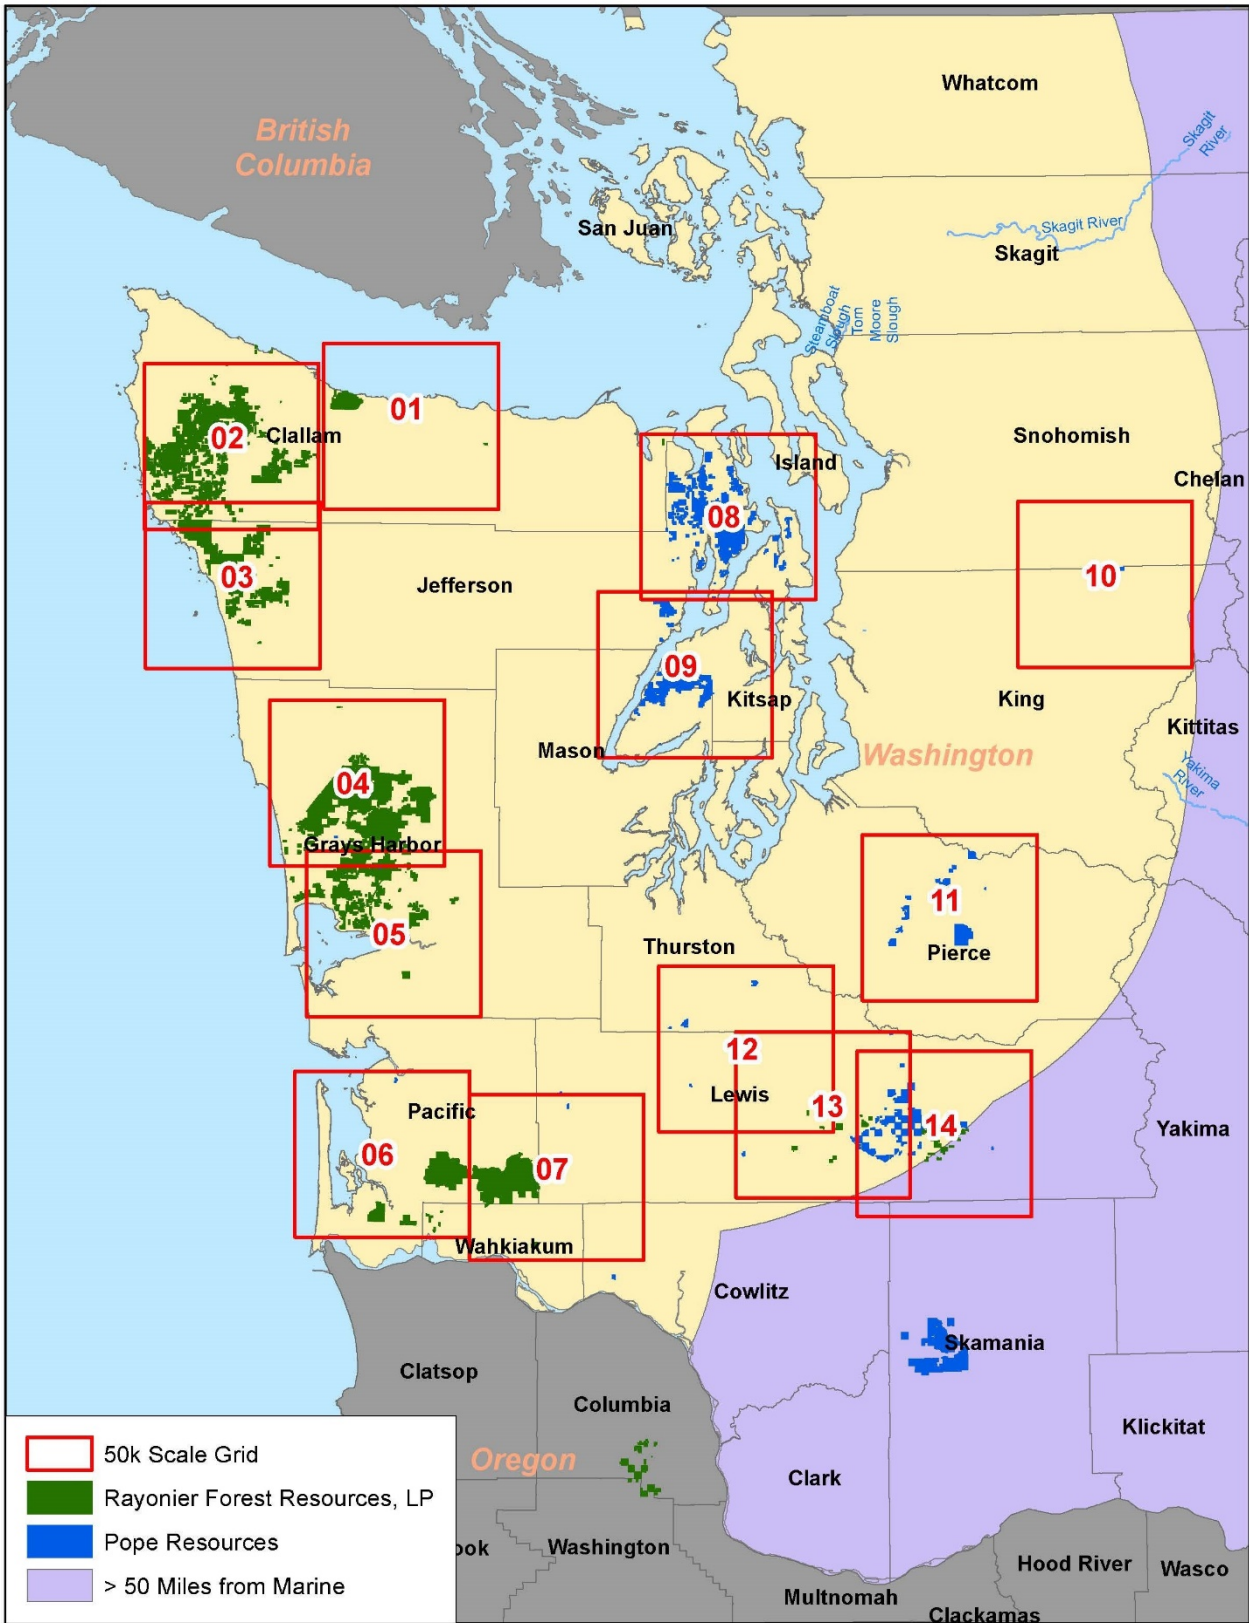 Whatcom
British
Columbia
Skagit
River
Skagit River
San Juan
Skagit
Steamboat
Slough
Tom
Moore
Slough
01
02
Clallam
Snohomish
Island
Chelan
08
10
03
Jefferson
09
Kitsap
King
Kittitas
Mason
Washington
Yakima
River
04
Grays Harbor
11
05
Thurston
Pierce
12
Lewis
13
Pacific
14
Yakima
06
07
Wahkiakum
Cowlitz
Skamania
Clatsop
Columbia
Klickitat
Oregon
Clark
ook
Washington
Hood River
Wasco
Multnomah
Clackamas
50k Scale Grid
Rayonier Forest Resources, LP
Pope Resources
> 50 Miles from Marine